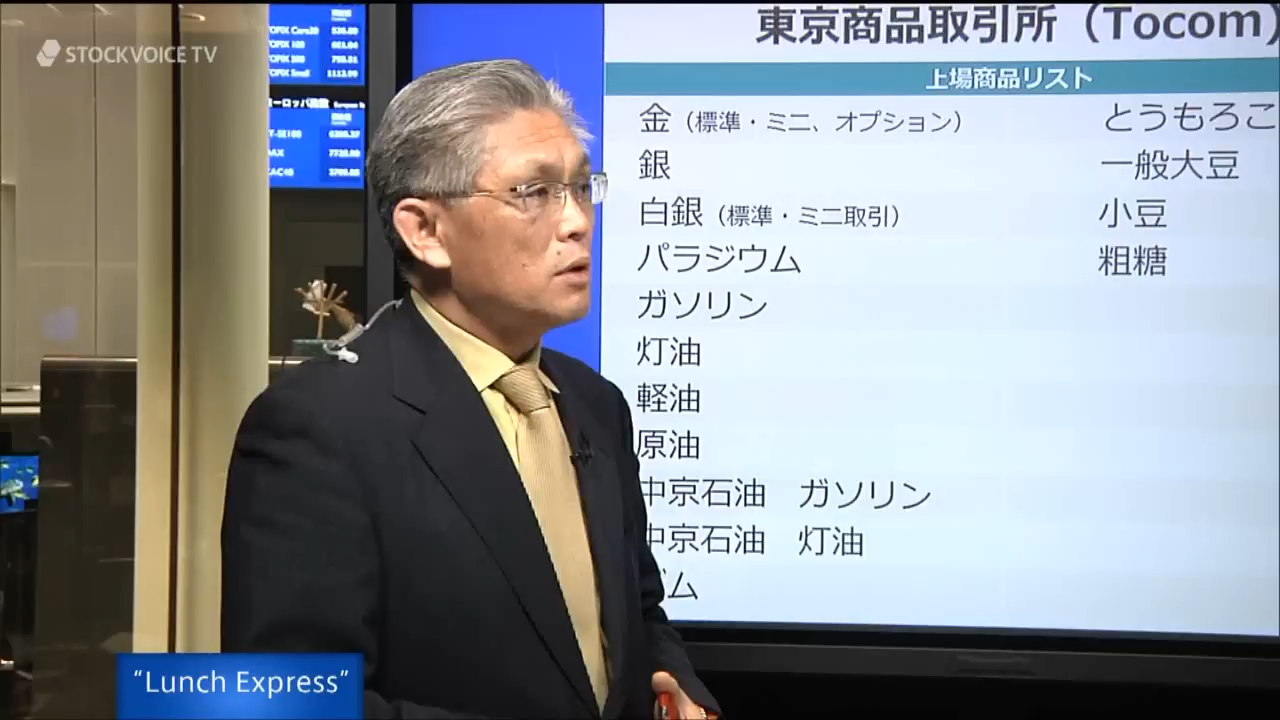 STOCKVOICE TV
東京商品取引所（Tocom）
上場商品リスト
金（標準・ミニ、オプション）
とうもろこ
銀
一般大豆
白銀（標準・ミニ取引）
小豆
パラジウム
粗糖
ガソリン
灯油
軽油
原油
中京石油　ガソリン
中京石油　灯油
ム
"Lunch Express"